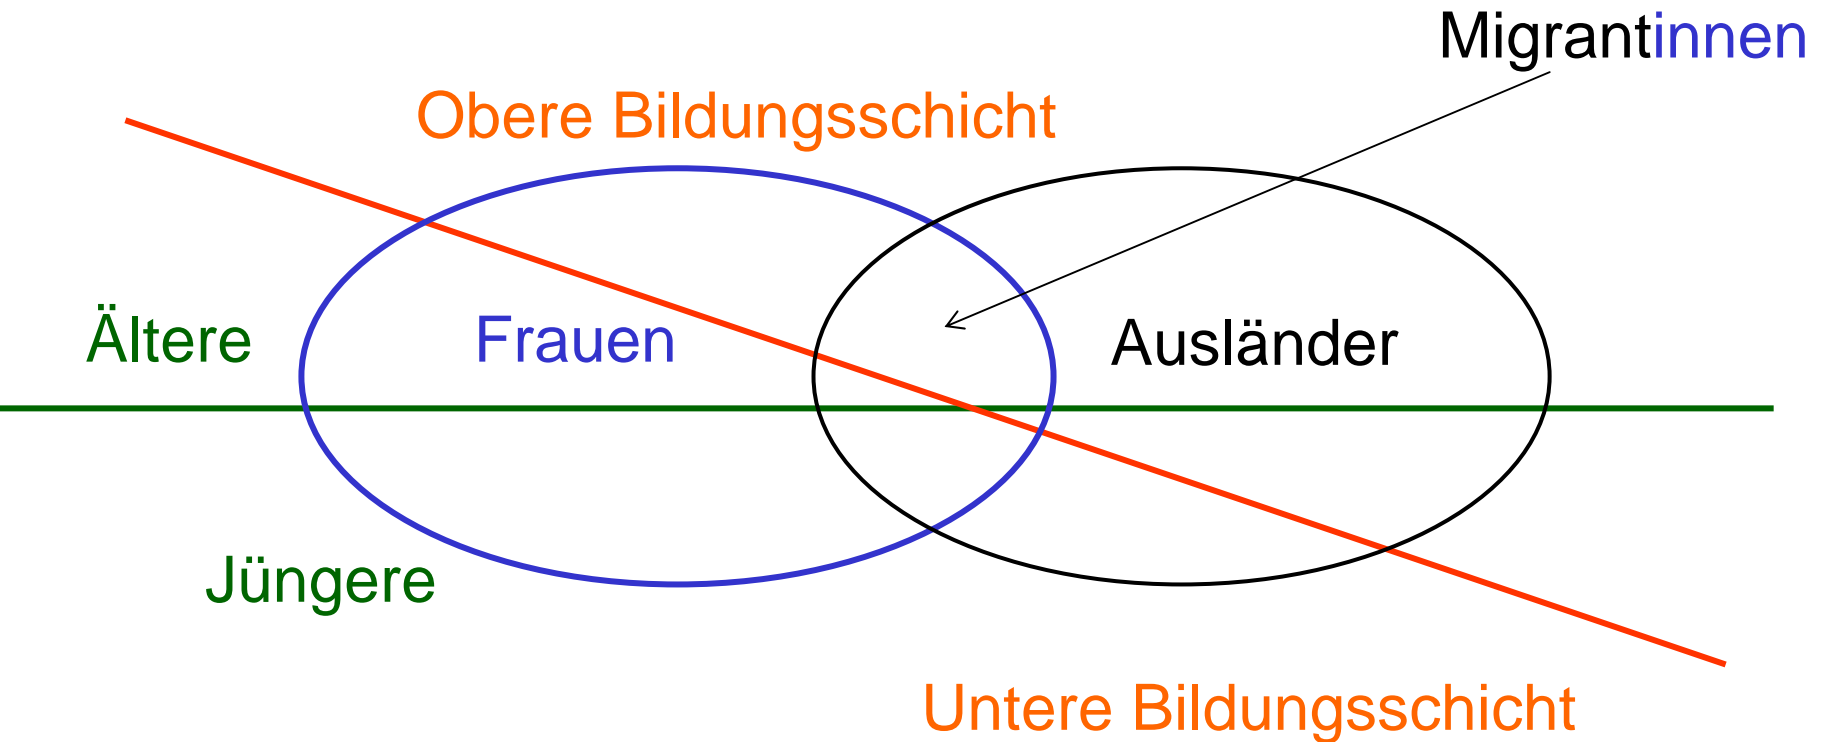 Migrantinnen
Obere Bildungsschicht
Ältere
Frauen
Ausländer
Jüngere
Untere Bildungsschicht